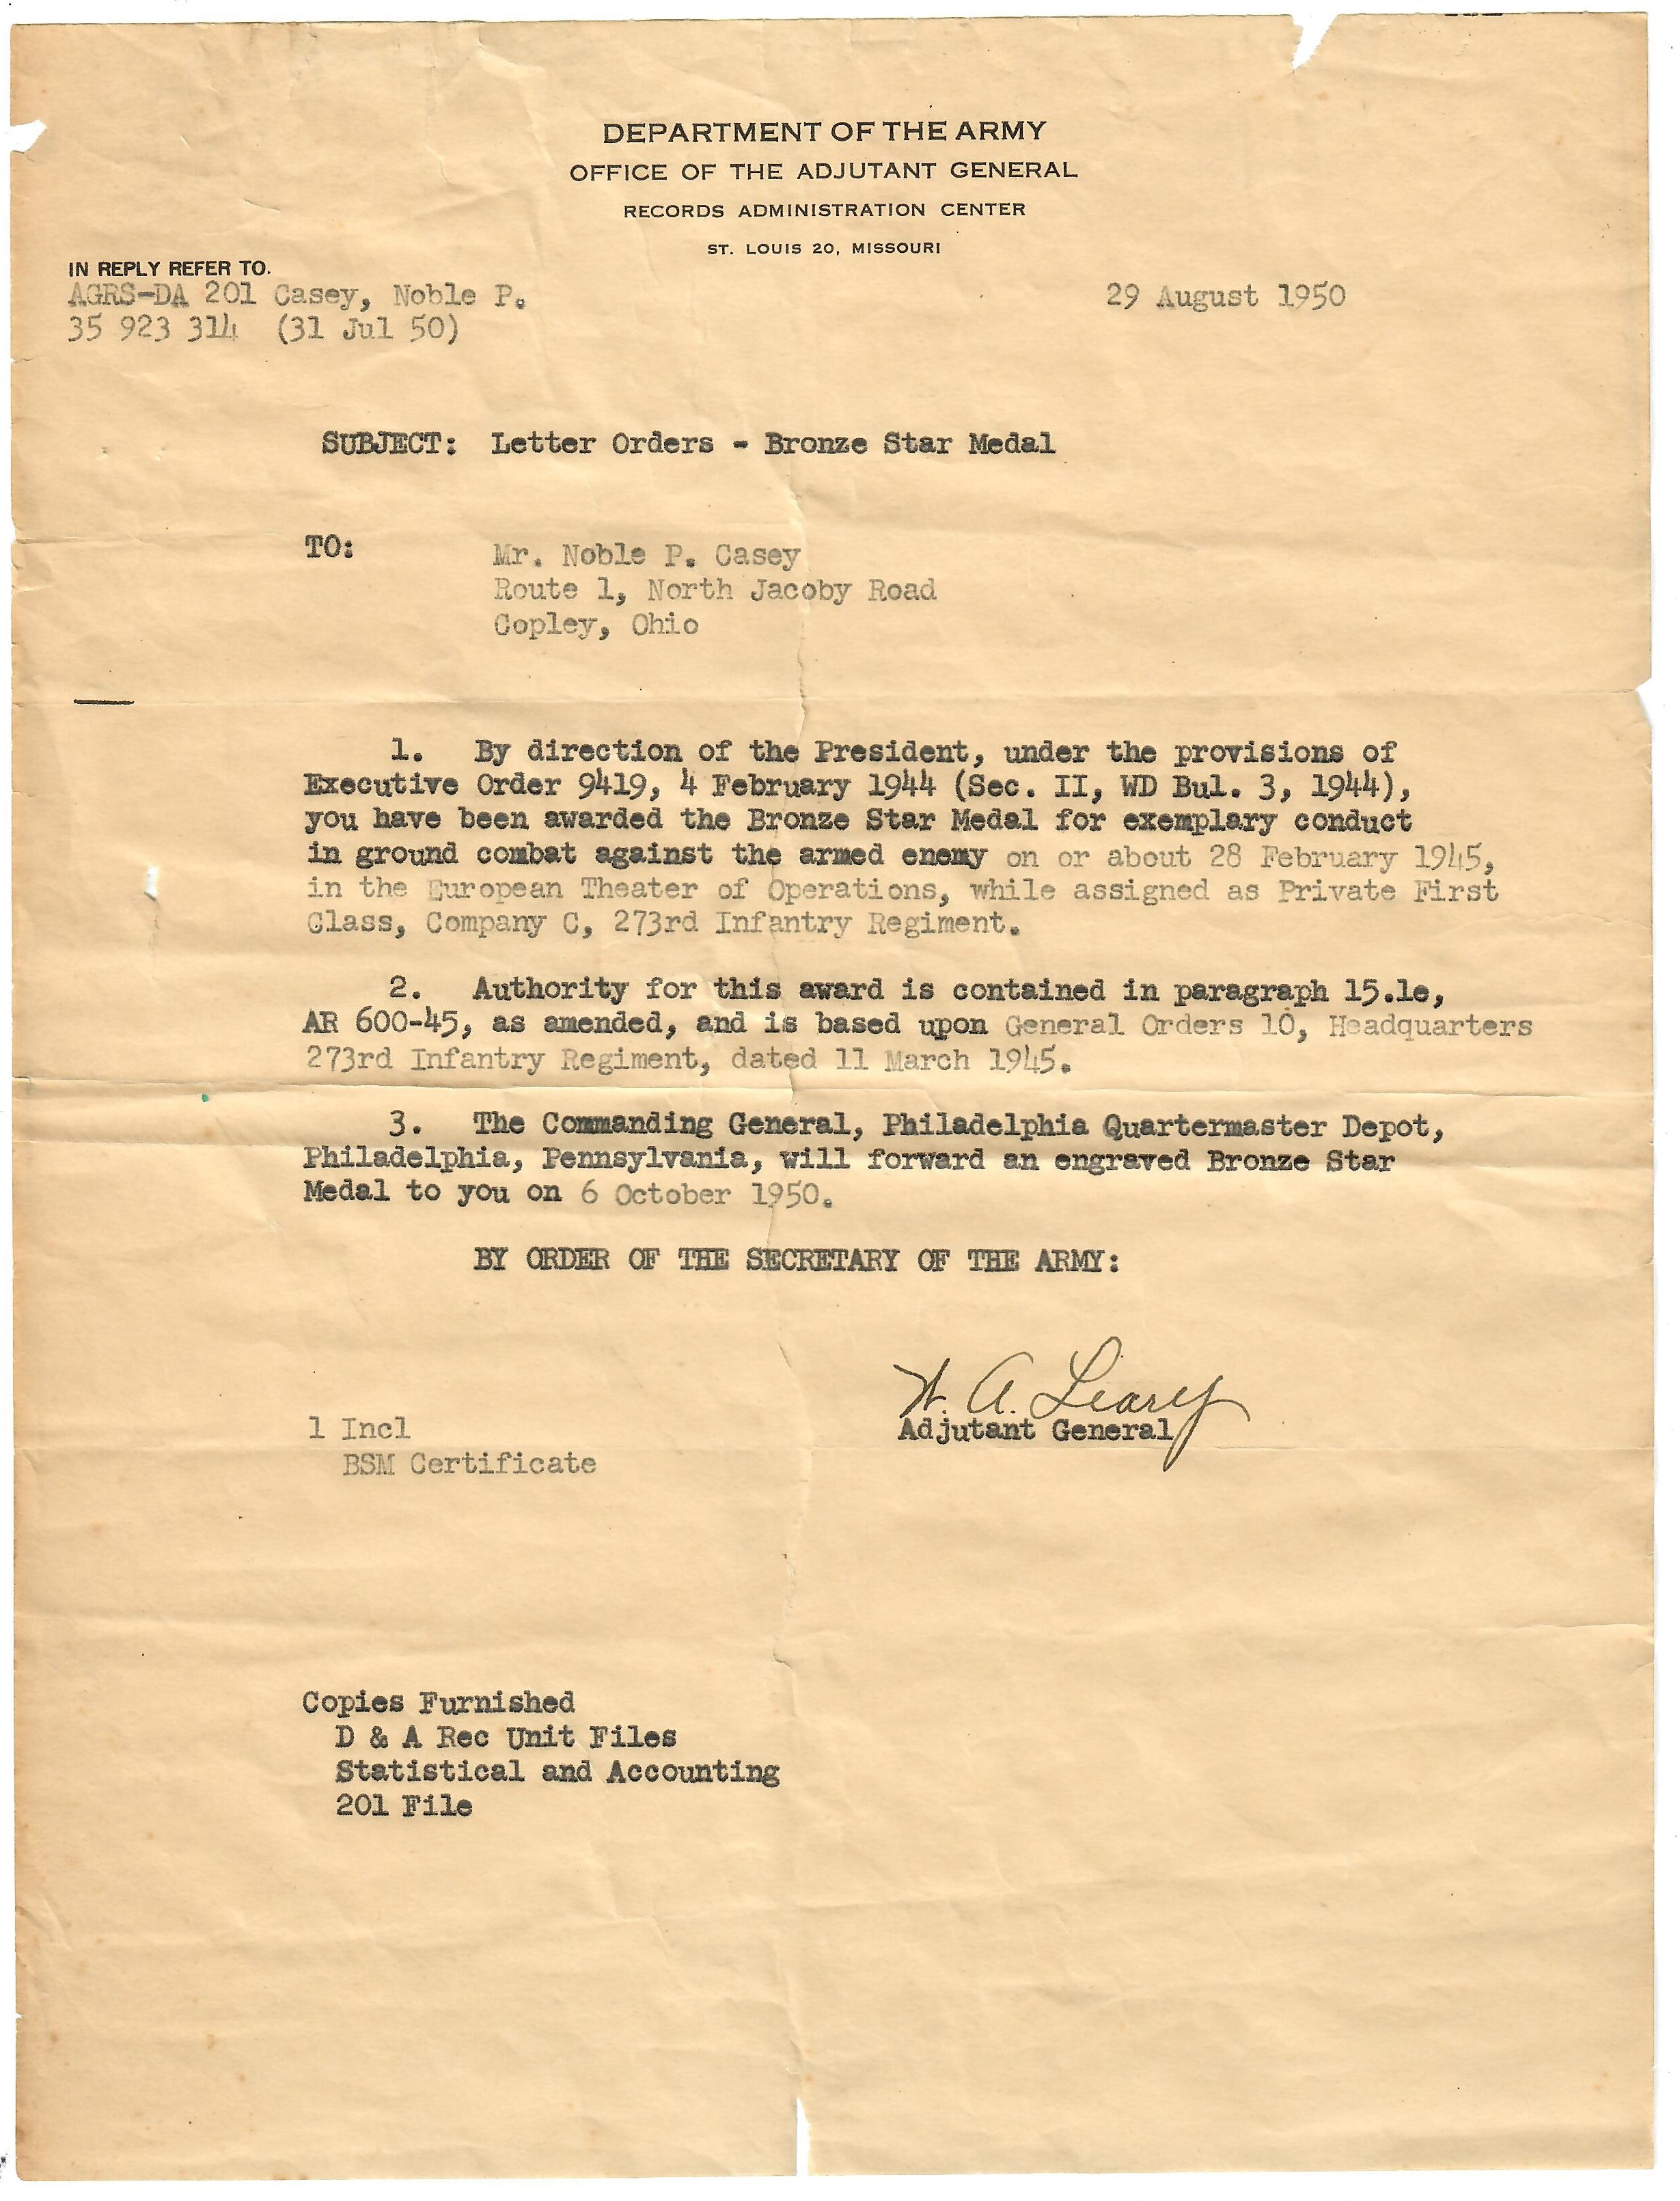 DEPARTMENT OF THE ARMY
OFFICE OF THE ADJUTANT GENERAL
RECORDS ADMINISTRATION CENTER
ST. LOUIS 20, MISSOURI
IN REPLY REFER TO.
AGRS-DA 201 Casey, Noble P.
29 August 1950
35 923 314 (31 Jul 50)
SUBJECT: Letter Orders - Bronze Star Medal
TO:
Mr. Noble P. Casey
Route 1, North Jacoby Road
Copley, Ohio
1. By direction of the President, under the provisions of
Executive Order 9419, 4 February 1944 (Sec. II, WD Bul. 3, 1944),
you have been awarded the Bronze Star Medal for exemplary conduct
in ground combat against the armed enemy on or about 28 February 1945,
in the European Theater of Operations, while assigned as Private First
Class, Company C, 273rd Infantry Regiment.
2. Authority for this award is contained in paragraph 15.1e,
AR 600-45, as amended, and is based upon General Orders 10, Headquarters
273rd Infantry Regiment, dated 11 March 1945.
3. The Commanding General, Philadelphia Quartermaster Depot,
Philadelphia, Pennsylvania, will forward an engraved Bronze Star
Medal to you on 6 October 1950.
BY ORDER OF THE SECRETARY OF THE ARMY:
W. A. Leary
Adjutant General
1 Incl
BSM Certificate
Copies Furnished
D & A Rec Unit Files
Statistical and Accounting
201 File